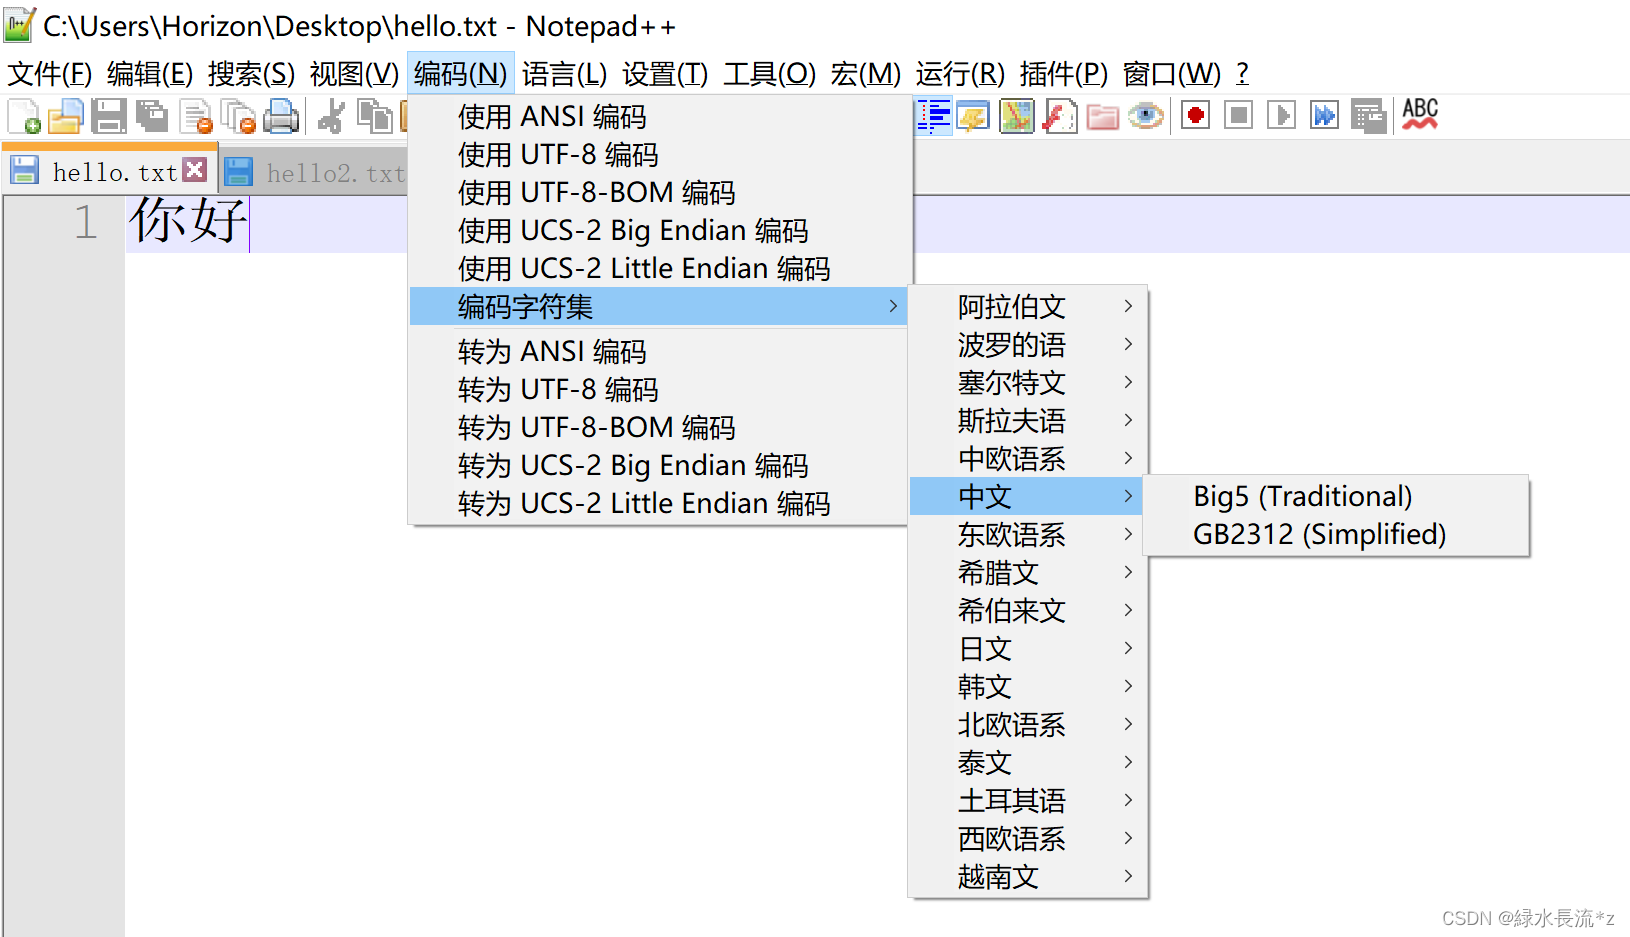 C:\Users\Horizon\Desktop\hello.txt - Notepad++
文件(F) 编辑(E) 搜索(S) 视图(V) 编码(N) 语言(L) 设置(T) 工具(O) 宏(M) 运行(R) 插件(P) 窗口(W) ?
ABC
hello.txt hello2.txt
1 你好
使用 ANSI 编码
使用 UTF-8 编码
使用 UTF-8-BOM 编码
使用 UCS-2 Big Endian 编码
使用 UCS-2 Little Endian 编码
编码字符集
转为 ANSI 编码
转为 UTF-8 编码
转为 UTF-8-BOM 编码
转为 UCS-2 Big Endian 编码
转为 UCS-2 Little Endian 编码
阿拉伯文
波罗的语
塞尔特文
斯拉夫语
中欧语系
中文
东欧语系
希腊文
希伯来文
日文
韩文
北欧语系
泰文
土耳其语
西欧语系
越南文
Big5 (Traditional)
GB2312 (Simplified)
CSDN @緑水長流*z